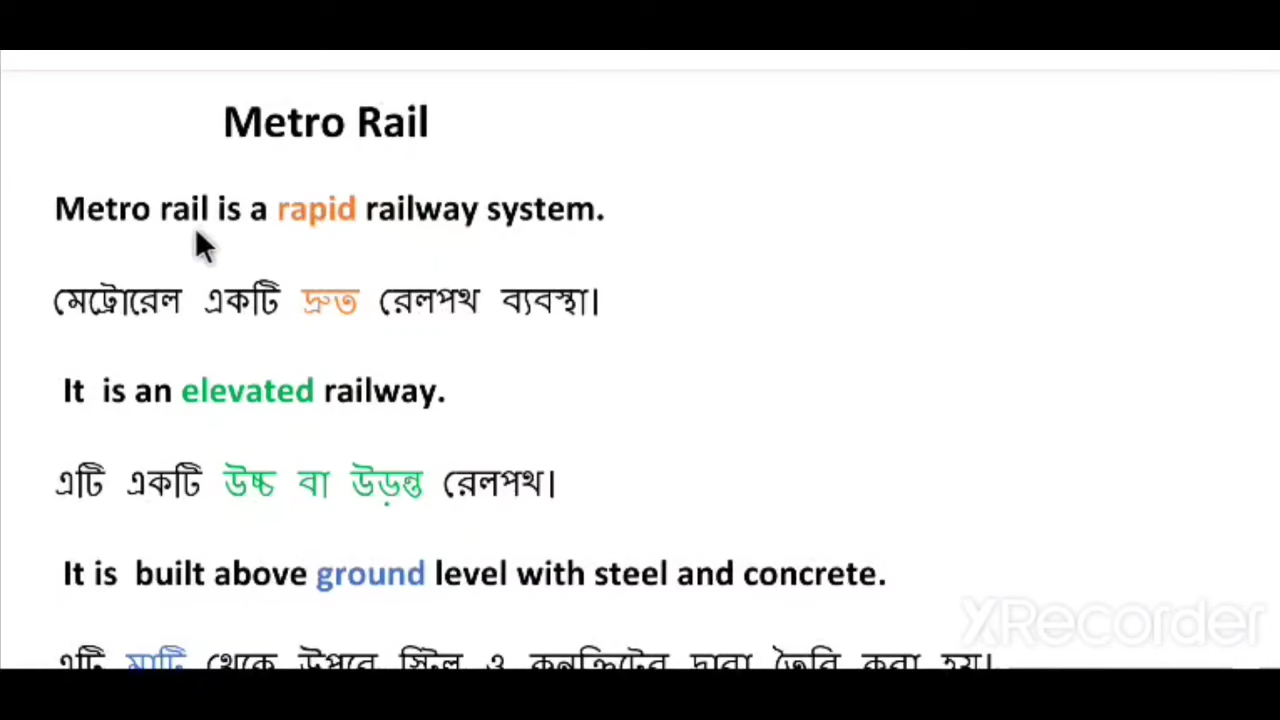 Metro Rail
Metro rail is a rapid railway system.
মেট্রোরেল একটি দ্রুত রেলপথ ব্যবস্থা।
It is an elevated railway.
এটি একটি উচ্চ বা উড়ন্ত রেলপথ।
It is built above ground level with steel and concrete.
এটি মাটি থেকে উপরে স্টিল ও কনক্রিটের দ্বারা তৈরি করা হয়।
XRecorder